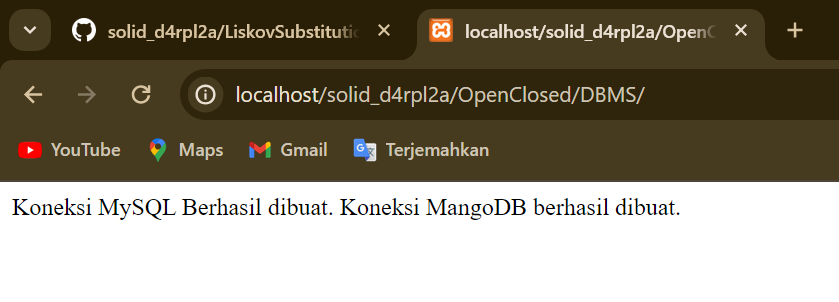 solid_d4rpl2a/LiskovSubstitutio
localhost/solid_d4rpl2a/OpenC
localhost/solid_d4rpl2a/OpenClosed/DBMS/
YouTube Maps Gmail Terjemahkan
Koneksi MySQL Berhasil dibuat. Koneksi MangoDB berhasil dibuat.